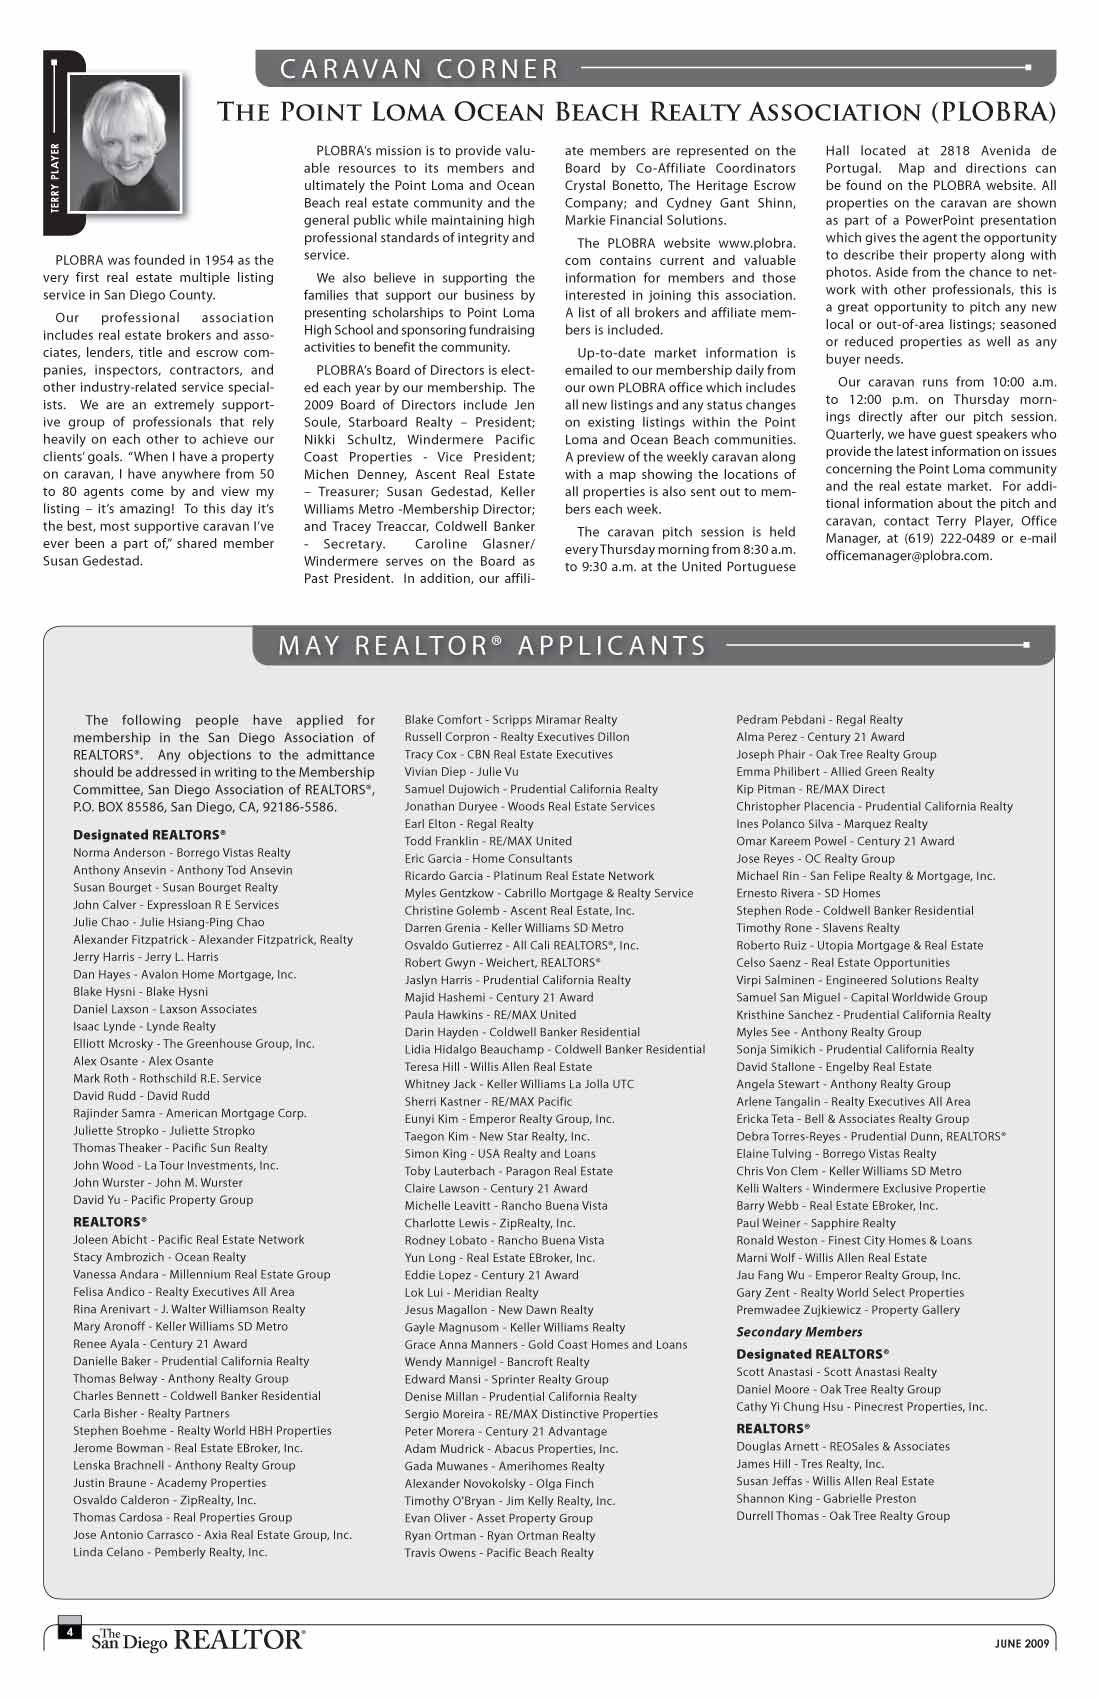 CARAVAN CORNER
THE POINT LOMA OCEAN BEACH REALTY ASSOCIATION (PLOBRA)
TERRY PLAYER
PLOBRA was founded in 1954 as the
very first real estate multiple listing
service in San Diego County.
Our professional association
includes real estate brokers and asso-
ciates, lenders, title and escrow com-
panies, inspectors, contractors, and
other industry-related service special-
ists. We are an extremely support-
ive group of professionals that rely
heavily on each other to achieve our
clients' goals. "When I have a property
on caravan, I have anywhere from 50
to 80 agents come by and view my
listing – it's amazing! To this day it's
the best, most supportive caravan I've
ever been a part of," shared member
Susan Gedestad.
PLOBRA's mission is to provide valu-
able resources to its members and
ultimately the Point Loma and Ocean
Beach real estate community and the
general public while maintaining high
professional standards of integrity and
service.
We also believe in supporting the
families that support our business by
presenting scholarships to Point Loma
High School and sponsoring fundraising
activities to benefit the community.
PLOBRA's Board of Directors is elect-
ed each year by our membership. The
2009 Board of Directors include Jen
Soule, Starboard Realty – President;
Nikki Schultz, Windermere Pacific
Coast Properties - Vice President;
Michen Denney, Ascent Real Estate
– Treasurer; Susan Gedestad, Keller
Williams Metro -Membership Director;
and Tracey Treaccar, Coldwell Banker
- Secretary. Caroline Glasner/
Windermere serves on the Board as
Past President. In addition, our affili-
ate members are represented on the
Board by Co-Affiliate Coordinators
Crystal Bonetto, The Heritage Escrow
Company; and Cydney Gant Shinn,
Markie Financial Solutions.
The PLOBRA website www.plobra.
com contains current and valuable
information for members and those
interested in joining this association.
A list of all brokers and affiliate mem-
bers is included.
Up-to-date market information is
emailed to our membership daily from
our own PLOBRA office which includes
all new listings and any status changes
on existing listings within the Point
Loma and Ocean Beach communities.
A preview of the weekly caravan along
with a map showing the locations of
all properties is also sent out to mem-
bers each week.
The caravan pitch session is held
every Thursday morning from 8:30 a.m.
to 9:30 a.m. at the United Portuguese
Hall located at 2818 Avenida de
Portugal. Map and directions can
be found on the PLOBRA website. All
properties on the caravan are shown
as part of a PowerPoint presentation
which gives the agent the opportunity
to describe their property along with
photos. Aside from the chance to net-
work with other professionals, this is
a great opportunity to pitch any new
local or out-of-area listings; seasoned
or reduced properties as well as any
buyer needs.
Our caravan runs from 10:00 a.m.
to 12:00 p.m. on Thursday morn-
ings directly after our pitch session.
Quarterly, we have guest speakers who
provide the latest information on issues
concerning the Point Loma community
and the real estate market. For addi-
tional information about the pitch and
caravan, contact Terry Player, Office
Manager, at (619) 222-0489 or e-mail
officemanager@plobra.com.
MAY REALTOR® APPLICANTS
The following people have applied for
membership in the San Diego Association of
REALTORS®. Any objections to the admittance
should be addressed in writing to the Membership
Committee, San Diego Association of REALTORS®,
P.O. BOX 85586, San Diego, CA, 92186-5586.
Designated REALTORS®
Norma Anderson - Borrego Vistas Realty
Anthony Ansevin - Anthony Tod Ansevin
Susan Bourget - Susan Bourget Realty
John Calver - Expressloan R E Services
Julie Chao - Julie Hsiang-Ping Chao
Alexander Fitzpatrick - Alexander Fitzpatrick, Realty
Jerry Harris - Jerry L. Harris
Dan Hayes - Avalon Home Mortgage, Inc.
Blake Hysni - Blake Hysni
Daniel Laxson - Laxson Associates
Isaac Lynde - Lynde Realty
Elliott Mcrosky - The Greenhouse Group, Inc.
Alex Osante - Alex Osante
Mark Roth - Rothschild R.E. Service
David Rudd - David Rudd
Rajinder Samra - American Mortgage Corp.
Juliette Stropko - Juliette Stropko
Thomas Theaker - Pacific Sun Realty
John Wood - La Tour Investments, Inc.
John Wurster - John M. Wurster
David Yu - Pacific Property Group
REALTORS®
Joleen Abicht - Pacific Real Estate Network
Stacy Ambrozich - Ocean Realty
Vanessa Andara - Millennium Real Estate Group
Felisa Andico - Realty Executives All Area
Rina Arenivart - J. Walter Williamson Realty
Mary Aronoff - Keller Williams SD Metro
Renee Ayala - Century 21 Award
Danielle Baker - Prudential California Realty
Thomas Belway - Anthony Realty Group
Charles Bennett - Coldwell Banker Residential
Carla Bisher - Realty Partners
Stephen Boehme - Realty World HBH Properties
Jerome Bowman - Real Estate EBroker, Inc.
Lenska Brachnell - Anthony Realty Group
Justin Braune - Academy Properties
Osvaldo Calderon - ZipRealty, Inc.
Thomas Cardosa - Real Properties Group
Jose Antonio Carrasco - Axia Real Estate Group, Inc.
Linda Celano - Pemberly Realty, Inc.
Blake Comfort - Scripps Miramar Realty
Russell Corpron - Realty Executives Dillon
Tracy Cox - CBN Real Estate Executives
Vivian Diep - Julie Vu
Samuel Dujowich - Prudential California Realty
Jonathan Duryee - Woods Real Estate Services
Earl Elton - Regal Realty
Todd Franklin - RE/MAX United
Eric Garcia - Home Consultants
Ricardo Garcia - Platinum Real Estate Network
Myles Gentzkow - Cabrillo Mortgage & Realty Service
Christine Golemb - Ascent Real Estate, Inc.
Darren Grenia - Keller Williams SD Metro
Osvaldo Gutierrez - All Cali REALTORS®, Inc.
Robert Gwyn - Weichert, REALTORS®
Jaslyn Harris - Prudential California Realty
Majid Hashemi - Century 21 Award
Paula Hawkins - RE/MAX United
Darin Hayden - Coldwell Banker Residential
Lidia Hidalgo Beauchamp - Coldwell Banker Residential
Teresa Hill - Willis Allen Real Estate
Whitney Jack - Keller Williams La Jolla UTC
Sherri Kastner - RE/MAX Pacific
Eunyi Kim - Emperor Realty Group, Inc.
Taegon Kim - New Star Realty, Inc.
Simon King - USA Realty and Loans
Toby Lauterbach - Paragon Real Estate
Claire Lawson - Century 21 Award
Michelle Leavitt - Rancho Buena Vista
Charlotte Lewis - ZipRealty, Inc.
Rodney Lobato - Rancho Buena Vista
Yun Long - Real Estate EBroker, Inc.
Eddie Lopez - Century 21 Award
Lok Lui - Meridian Realty
Jesus Magallon - New Dawn Realty
Gayle Magnusom - Keller Williams Realty
Grace Anna Manners - Gold Coast Homes and Loans
Wendy Mannigel - Bancroft Realty
Edward Mansi - Sprinter Realty Group
Denise Millan - Prudential California Realty
Sergio Moreira - RE/MAX Distinctive Properties
Peter Morera - Century 21 Advantage
Adam Mudrick - Abacus Properties, Inc.
Gada Muwanes - Amerihomes Realty
Alexander Novokolsky - Olga Finch
Timothy O'Bryan - Jim Kelly Realty, Inc.
Evan Oliver - Asset Property Group
Ryan Ortman - Ryan Ortman Realty
Travis Owens - Pacific Beach Realty
Pedram Pebdani - Regal Realty
Alma Perez - Century 21 Award
Joseph Phair - Oak Tree Realty Group
Emma Philibert - Allied Green Realty
Kip Pitman - RE/MAX Direct
Christopher Placencia - Prudential California Realty
Ines Polanco Silva - Marquez Realty
Omar Kareem Powel - Century 21 Award
Jose Reyes - OC Realty Group
Michael Rin - San Felipe Realty & Mortgage, Inc.
Ernesto Rivera - SD Homes
Stephen Rode - Coldwell Banker Residential
Timothy Rone - Slavens Realty
Roberto Ruiz - Utopia Mortgage & Real Estate
Celso Saenz - Real Estate Opportunities
Virpi Salminen - Engineered Solutions Realty
Samuel San Miguel - Capital Worldwide Group
Kristhine Sanchez - Prudential California Realty
Myles See - Anthony Realty Group
Sonja Simikich - Prudential California Realty
David Stallone - Engelby Real Estate
Angela Stewart - Anthony Realty Group
Arlene Tangalin - Realty Executives All Area
Ericka Teta - Bell & Associates Realty Group
Debra Torres-Reyes - Prudential Dunn, REALTORS®
Elaine Tulving - Borrego Vistas Realty
Chris Von Clem - Keller Williams SD Metro
Kelli Walters - Windermere Exclusive Propertie
Barry Webb - Real Estate EBroker, Inc.
Paul Weiner - Sapphire Realty
Ronald Weston - Finest City Homes & Loans
Marni Wolf - Willis Allen Real Estate
Jau Fang Wu - Emperor Realty Group, Inc.
Gary Zent - Realty World Select Properties
Premwadee Zujkiewicz - Property Gallery
Secondary Members
Designated REALTORS®
Scott Anastasi - Scott Anastasi Realty
Daniel Moore - Oak Tree Realty Group
Cathy Yi Chung Hsu - Pinecrest Properties, Inc.
REALTORS®
Douglas Arnett - REOSales & Associates
James Hill - Tres Realty, Inc.
Susan Jeffas - Willis Allen Real Estate
Shannon King - Gabrielle Preston
Durrell Thomas - Oak Tree Realty Group
4
The San Diego REALTOR®
JUNE 2009